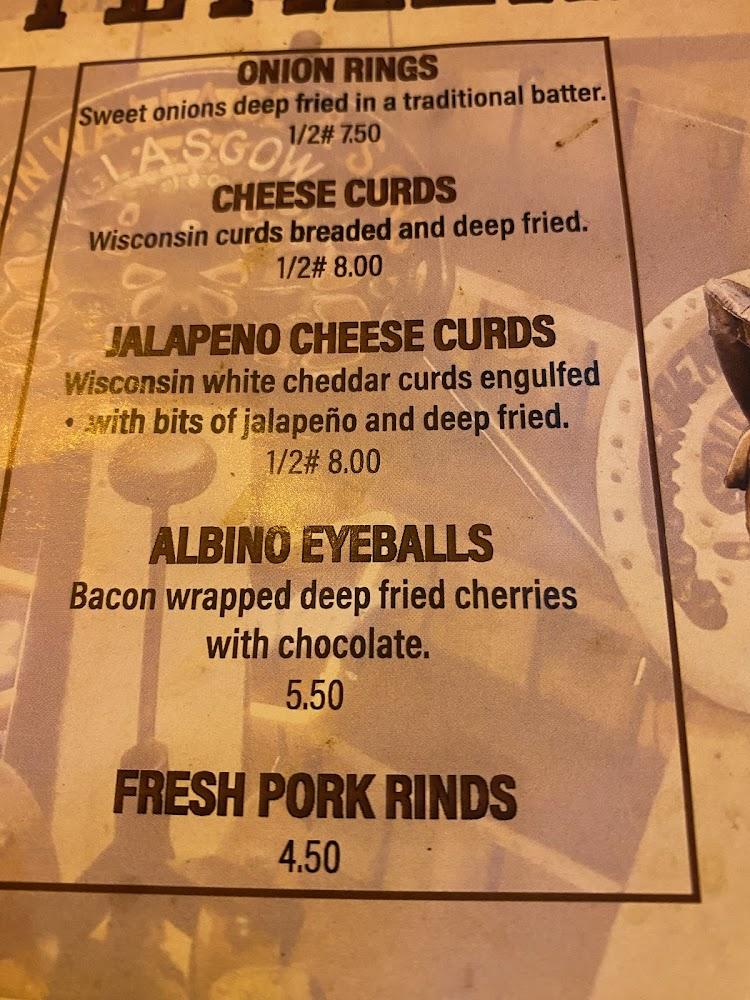 ONION RINGS
Sweet onions deep fried in a traditional batter.
1/2# 7.50
CHEESE CURDS
Wisconsin curds breaded and deep fried.
1/2# 8.00
JALAPENO CHEESE CURDS
Wisconsin white cheddar curds engulfed
with bits of jalapeño and deep fried.
1/2# 8.00
ALBINO EYEBALLS
Bacon wrapped deep fried cherries
with chocolate.
5.50
FRESH PORK RINDS
4.50
GLASGOW